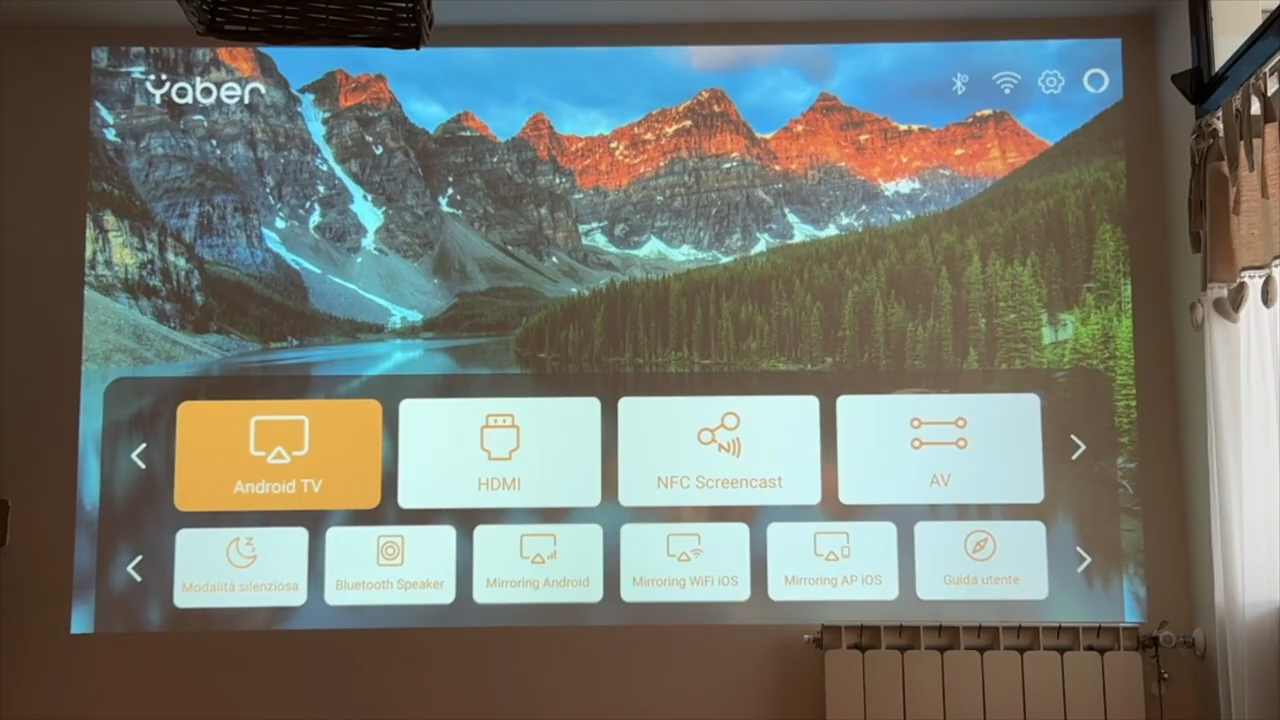 Yaber
Android TV
HDMI
NFC Screencast
AV
Modalità silenziosa
Bluetooth Speaker
Mirroring Android
Mirroring WiFi iOS
Mirroring AP iOS
Guida utente